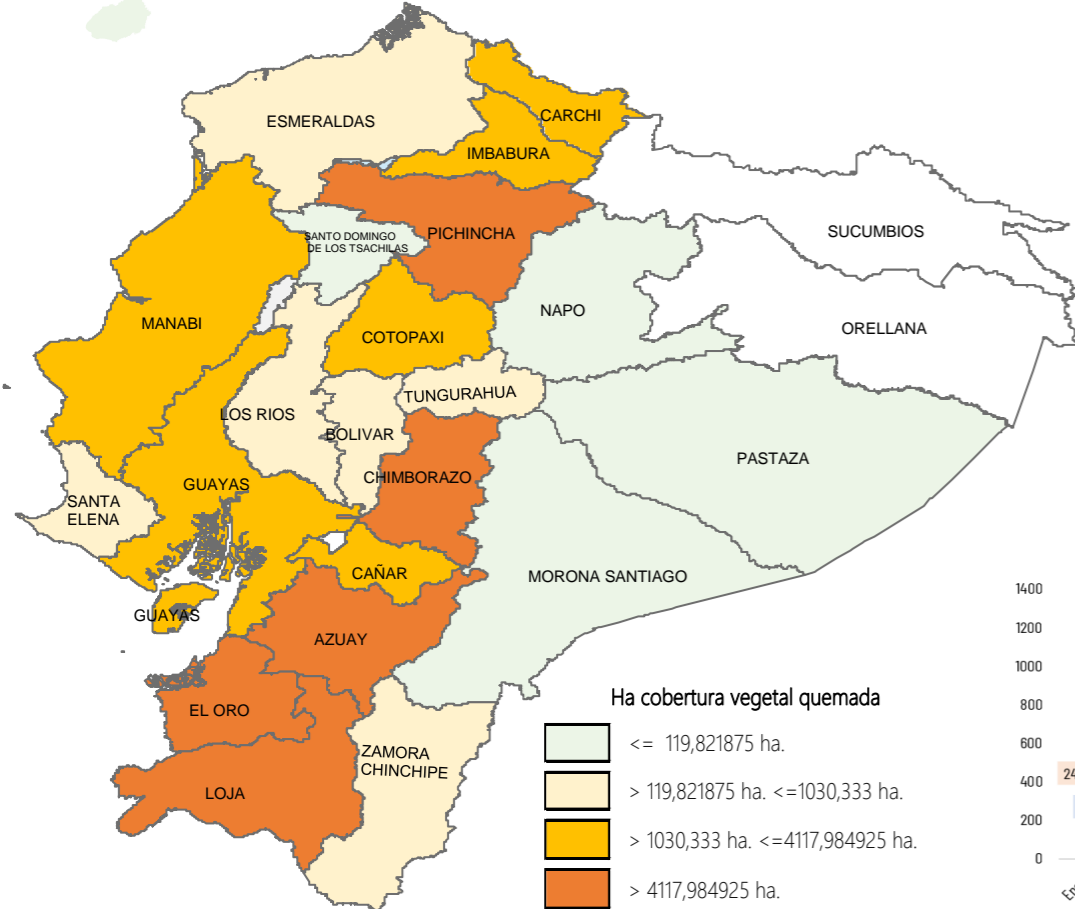 ESMERALDAS
CARCHI
IMBABURA
SUCUMBIOS
PICHINCHA
SANTO DOMINGO
DE LOS TSACHILAS
NAPO
ORELLANA
MANABI
COTOPAXI
TUNGURAHUA
LOS RIOS
BOLIVAR
PASTAZA
CHIMBORAZO
GUAYAS
SANTA
ELENA
CAÑAR
MORONA SANTIAGO
GUAYAS
AZUAY
EL ORO
ZAMORA
CHINCHIPE
LOJA
Ha cobertura vegetal quemada
<= 119,821875 ha.
> 119,821875 ha. <=1030,333 ha.
> 1030,333 ha. <=4117,984925 ha.
> 4117,984925 ha.
1400
1200
1000
800
600
400
200
0